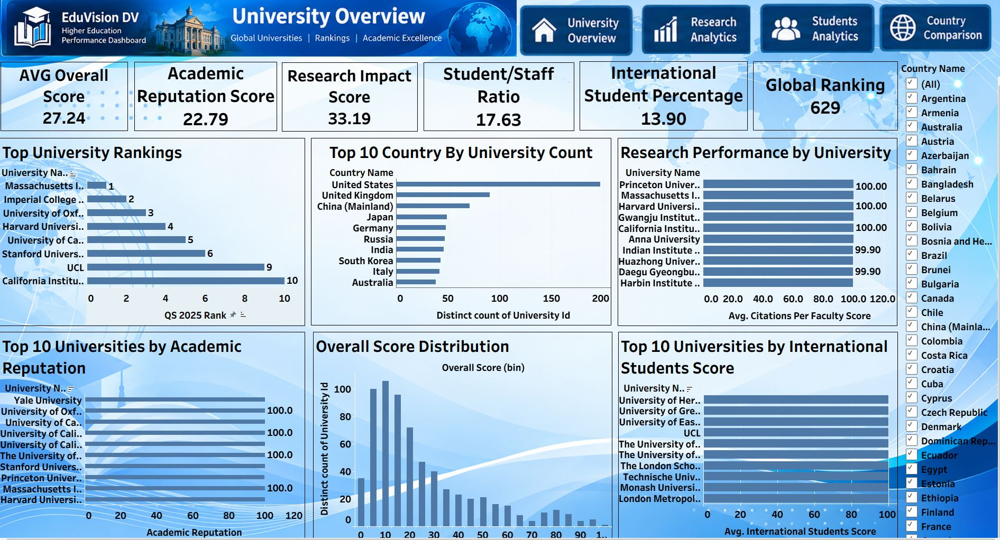 EduVision DV
Higher Education
Performance Dashboard
University Overview
Global Universities | Rankings | Academic Excellence
University
Overview
Research
Analytics
Students
Analytics
Country
Comparison
AVG Overall
Score
27.24
Academic
Reputation Score
22.79
Research Impact
Score
33.19
Student/Staff
Ratio
17.63
International
Student Percentage
13.90
Global Ranking
629
Top University Rankings
University Na..
Massachusetts I.. 1
Imperial College .. 2
University of Oxf.. 3
Harvard Universi.. 4
University of Ca.. 5
Stanford Univers.. 6
UCL 9
California Institu.. 10
0 2 4 6 8 10
QS 2025 Rank
Top 10 Country By University Count
Country Name
United States
United Kingdom
China (Mainland)
Japan
Germany
Russia
India
South Korea
Italy
Australia
0 50 100 150 200
Distinct count of University Id
Research Performance by University
University Name
Princeton Univer.. 100.00
Massachusetts I..
Harvard Universi.. 100.00
Gwangju Institut..
California Institu.. 100.00
Anna University
Indian Institute .. 99.90
Huazhong Univer..
Daegu Gyeongbu.. 99.90
Harbin Institute ..
0.0 20.0 40.0 60.0 80.0 100.0 120.0
Avg. Citations Per Faculty Score
Top 10 Universities by Academic
Reputation
University N..
Yale University
University of Oxf.. 100.0
University of Ca..
University of Cali.. 100.0
University of Cali..
The University of.. 100.0
Stanford Univers..
Princeton Univer..
Massachusetts I.. 100.0
Harvard Universi..
0 20 40 60 80 100 120
Academic Reputation
Overall Score Distribution
Overall Score (bin)
Distinct count of University Id
100
80
60
40
20
0
0 10 20 30 40 50 60 70 80 90 1..
Top 10 Universities by International
Students Score
University N..
University of Her..
University of Gre..
University of Eas..
UCL
The University of..
The University of..
The London Scho..
Technische Univ..
Monash Universi..
London Metropol..
0 20 40 60 80 100
Avg. International Students Score
Country Name
(All)
Argentina
Armenia
Australia
Austria
Azerbaijan
Bahrain
Bangladesh
Belarus
Belgium
Bolivia
Bosnia and He...
Brazil
Brunei
Bulgaria
Canada
Chile
China (Mainla...
Colombia
Costa Rica
Croatia
Cuba
Cyprus
Czech Republic
Denmark
Dominican Rep...
Ecuador
Egypt
Estonia
Ethiopia
Finland
France